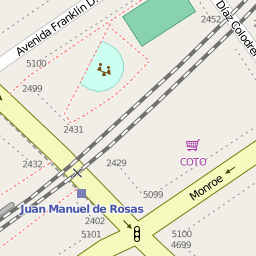 Avenida Franklin D.
2452
Díaz Colodrer
5100
2499
2431
2432
2429
COTO
5099
Monroe
Juan Manuel de Rosas
2402
5101
5100
4699